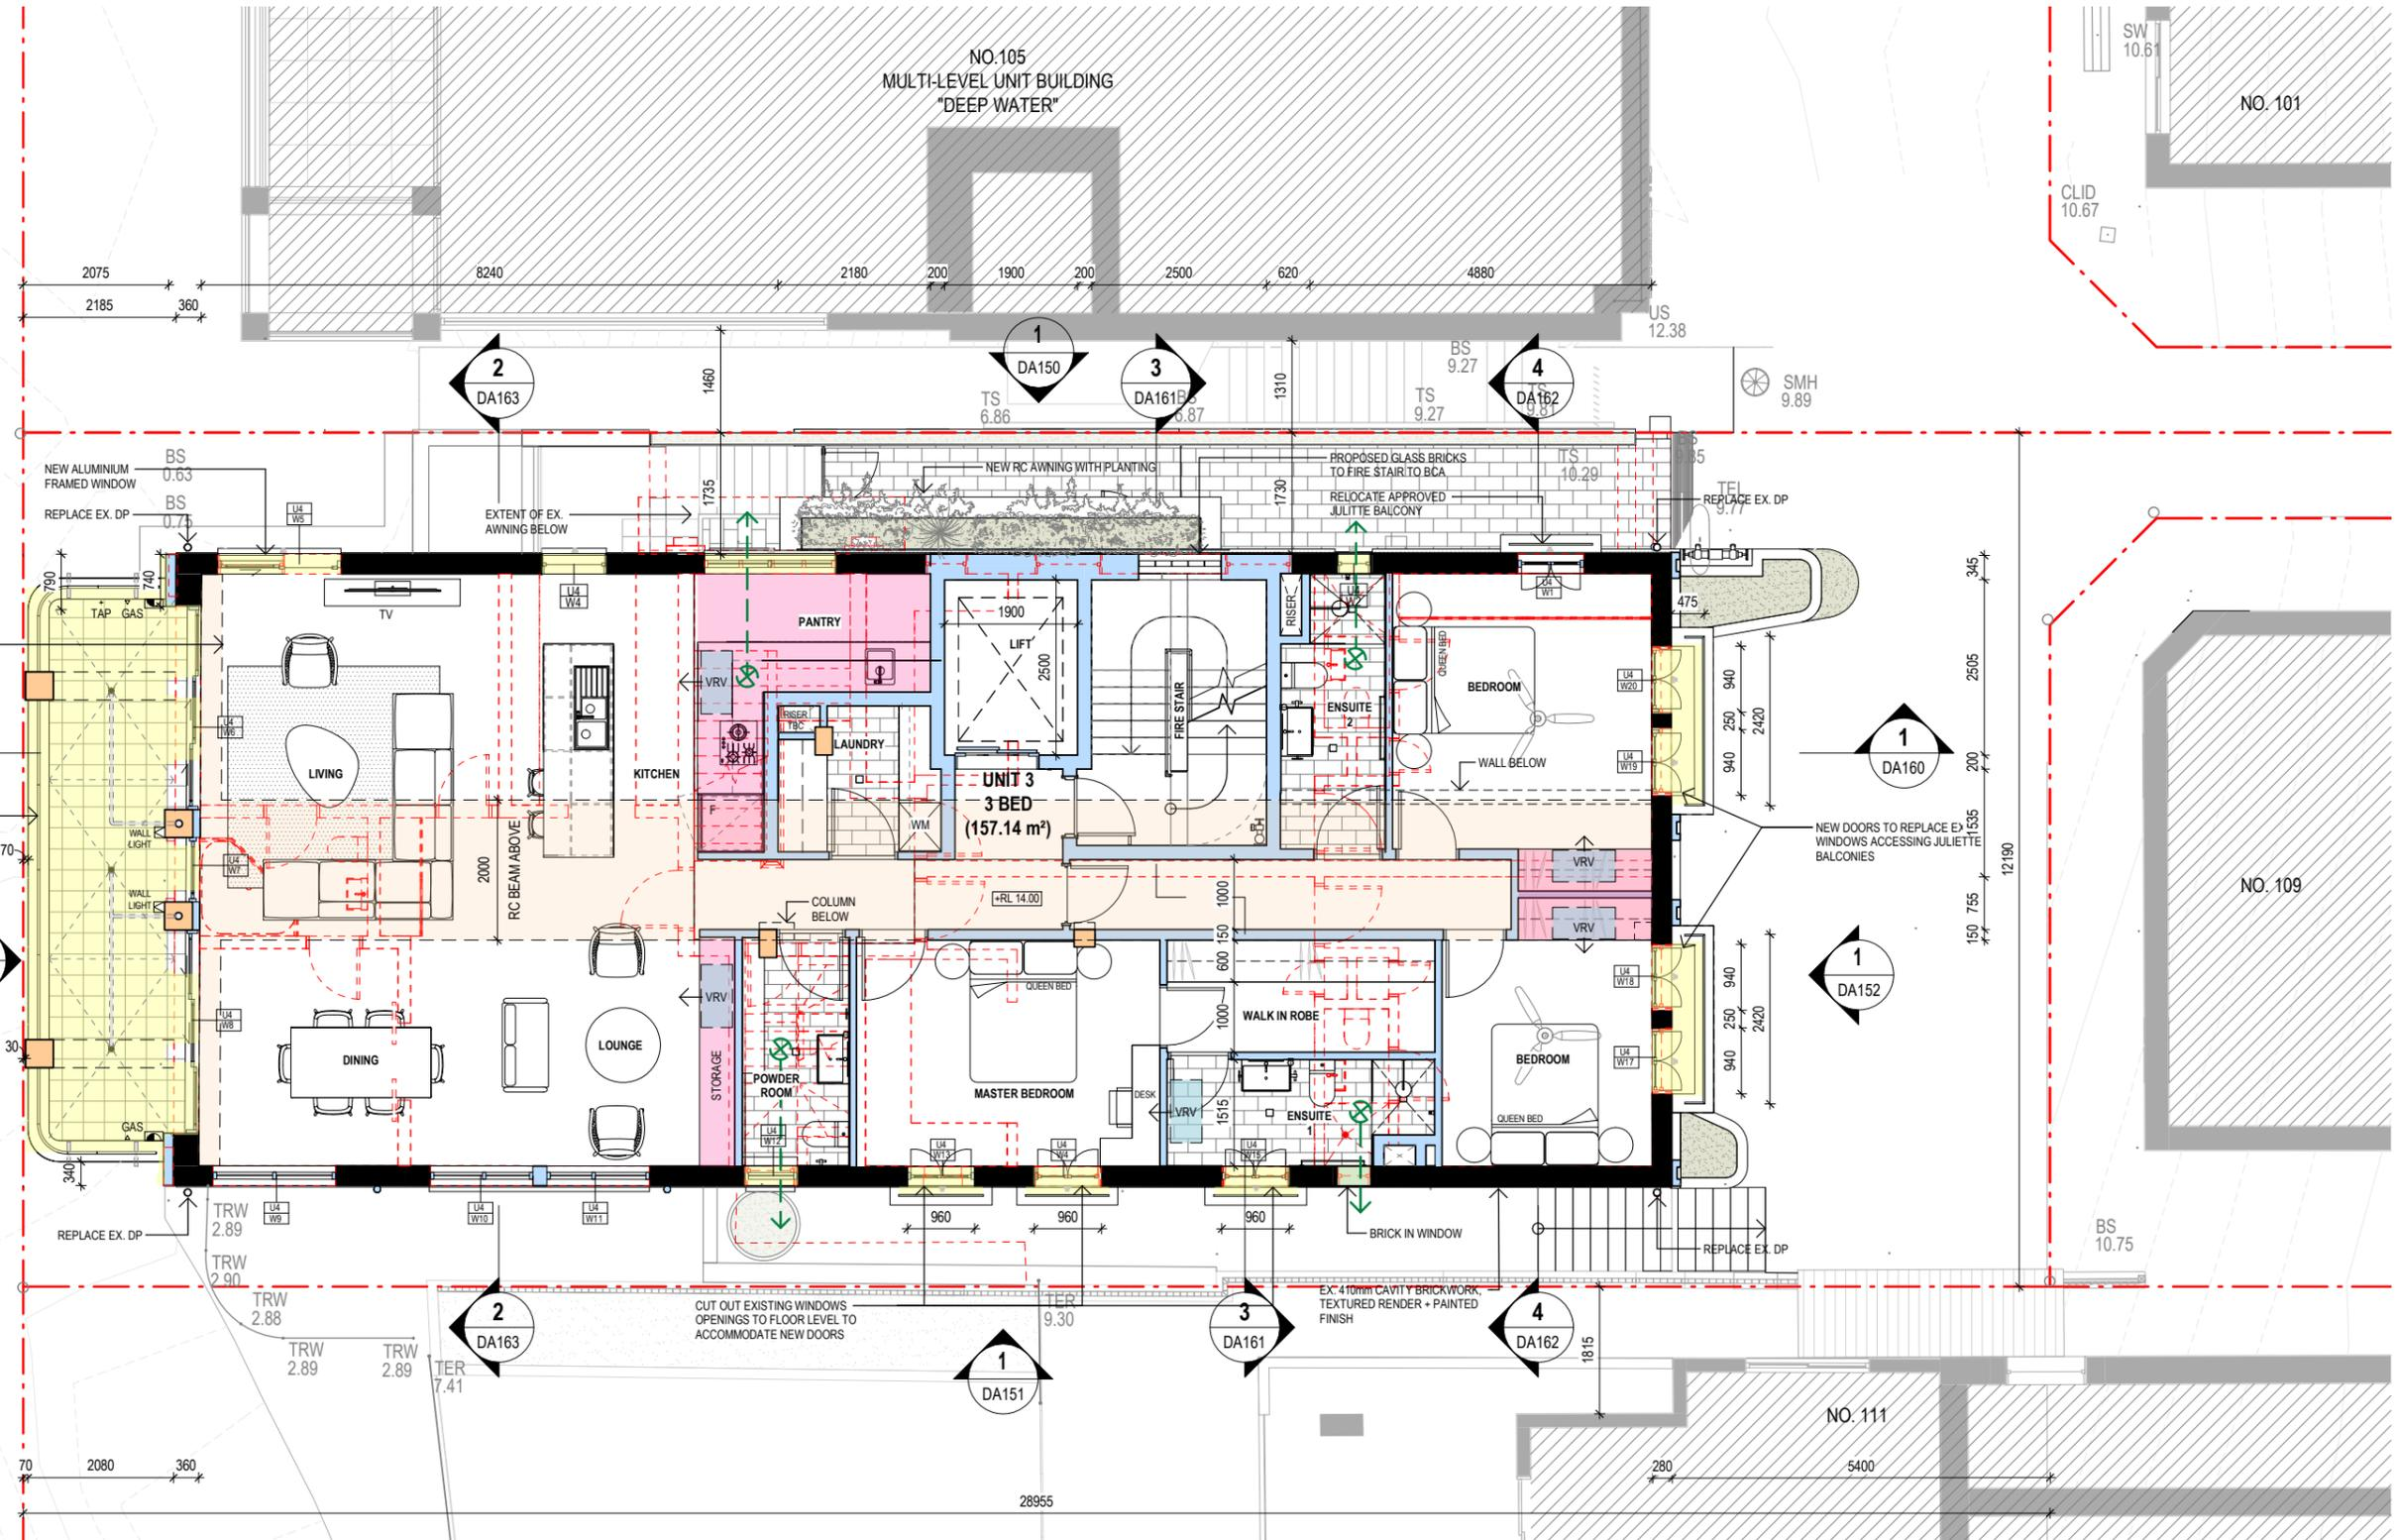 NO.105
MULTI-LEVEL UNIT BUILDING
"DEEP WATER"
SW
10.61
NO. 101
CLID
10.67
2075
8240
2180
200
1900
200
2500
620
4880
2185
360
US
12.38
1
DA150
2
DA163
3
DA161
4
DA162
1460
1310
BS
9.27
TS
6.86
BS
6.87
TS
9.27
TS
9.81
SMH
9.89
BS
0.63
NEW ALUMINIUM
FRAMED WINDOW
REPLACE EX. DP
BS
0.75
U4
W5
EXTENT OF EX.
AWNING BELOW
1735
NEW RC AWNING WITH PLANTING
1730
PROPOSED GLASS BRICKS
TO FIRE STAIR TO BCA
RELOCATE APPROVED
JULITTE BALCONY
TS
10.29
TEL
9.77
REPLACE EX. DP
790
740
TAP GAS
TV
U4
W4
PANTRY
1900
LIFT
2500
RISER
U4
W1
475
345
QUEEN BED
BEDROOM
U4
W20
940
250
940
2420
2505
VRV
ENSUITE
2
FIRE STAIR
U4
W6
RISER
TBC
LAUNDRY
LIVING
KITCHEN
UNIT 3
3 BED
(157.14 m²)
WALL BELOW
U4
W19
200
1
DA160
F
WM
WALL
LIGHT
U4
W7
NEW DOORS TO REPLACE EX
WINDOWS ACCESSING JULIETTE
BALCONIES
1535
12190
70
2000
RC BEAM ABOVE
VRV
NO. 109
WALL
LIGHT
COLUMN
BELOW
+RL 14.00
1000
VRV
755
150
150
600
QUEEN BED
U4
W18
940
250
940
2420
1
DA152
VRV
U4
W8
1000
WALK IN ROBE
30
DINING
LOUNGE
STORAGE
POWDER
ROOM
MASTER BEDROOM
DESK
VRV
1515
ENSUITE
1
BEDROOM
QUEEN BED
U4
W17
GAS
U4
W12
U4
W13
U4
W4
U4
W15
340
TRW
2.89
U4
W9
U4
W10
U4
W11
960
960
960
REPLACE EX. DP
BRICK IN WINDOW
REPLACE EX. DP
BS
10.75
TRW
2.90
TRW
2.88
CUT OUT EXISTING WINDOWS
OPENINGS TO FLOOR LEVEL TO
ACCOMMODATE NEW DOORS
TER
9.30
EX. 410mm CAVITY BRICKWORK,
TEXTURED RENDER + PAINTED
FINISH
2
DA163
3
DA161
4
DA162
1815
TRW
2.89
TRW
2.89
TER
7.41
1
DA151
NO. 111
70
2080
360
280
5400
28955